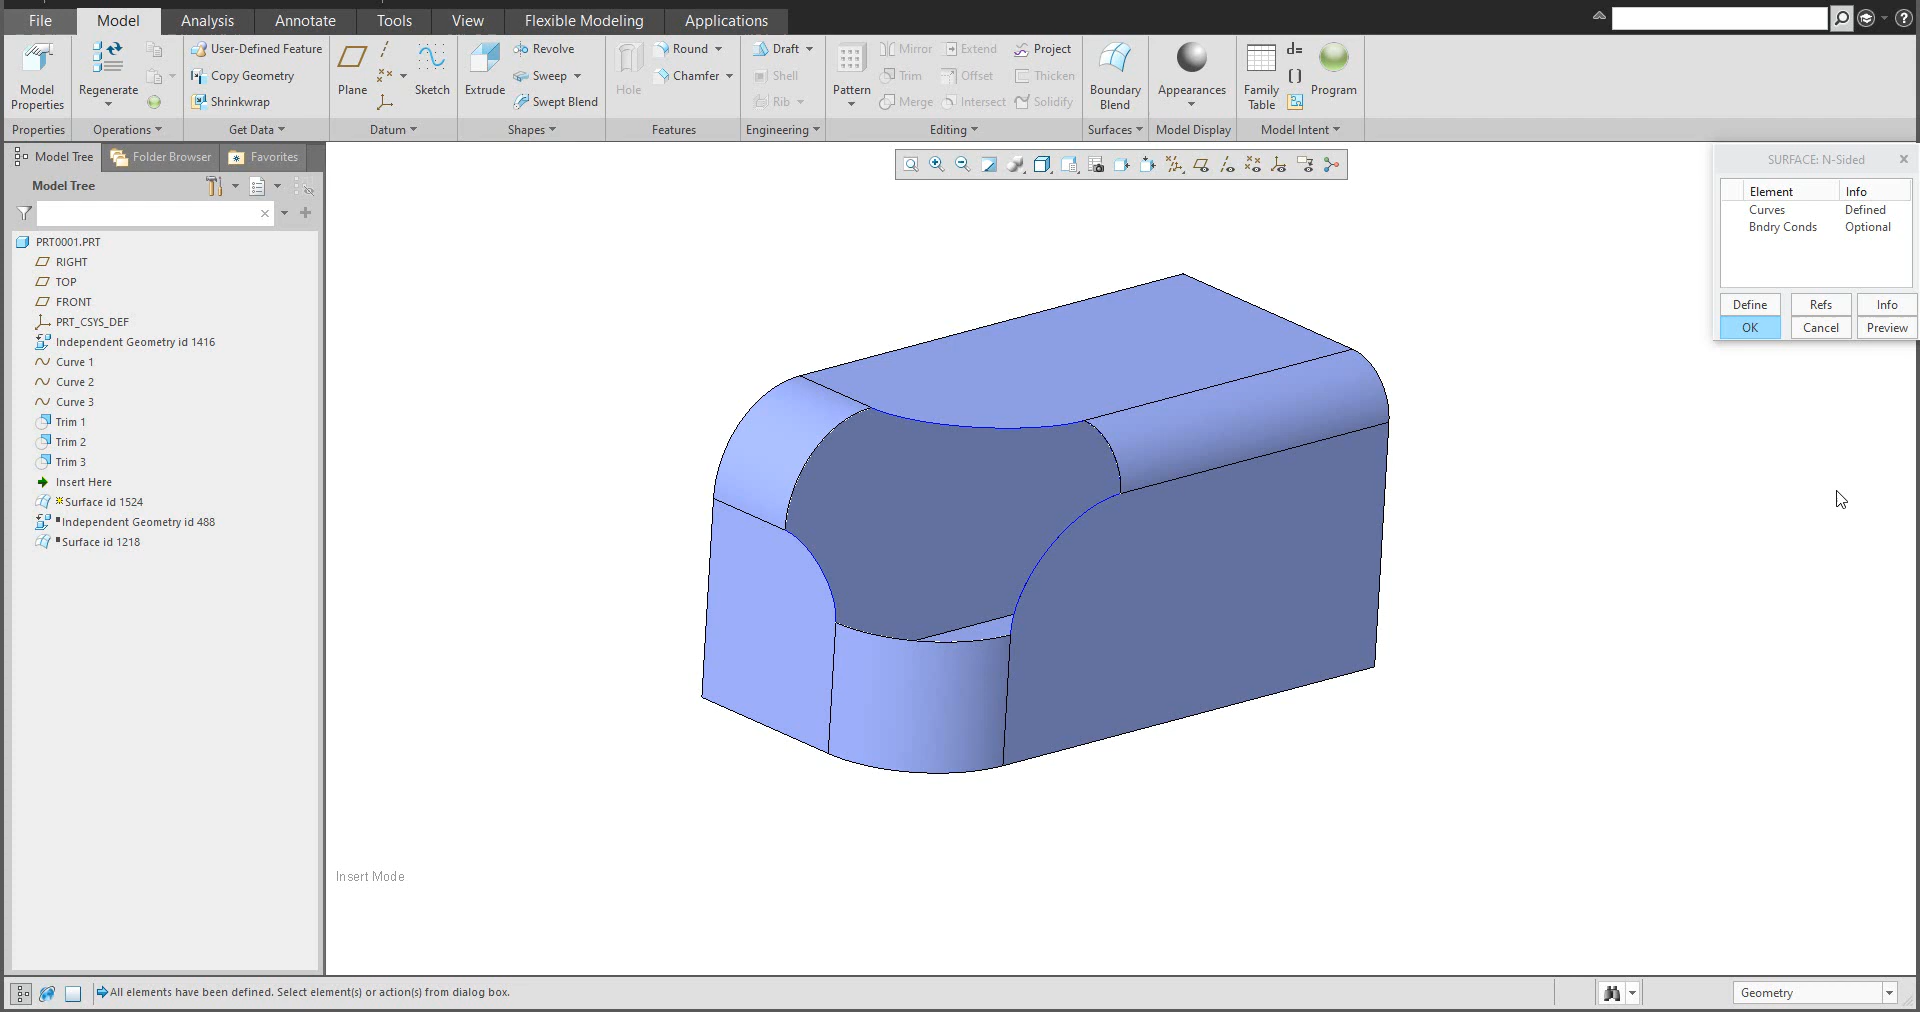 File Model Analysis Annotate Tools View Flexible Modeling Applications
Model Properties
Regenerate
User-Defined Feature
Copy Geometry
Shrinkwrap
Plane
Sketch
Extrude
Revolve
Sweep
Swept Blend
Hole
Round
Chamfer
Draft
Shell
Rib
Pattern
Mirror
Trim
Merge
Extend
Offset
Intersect
Project
Thicken
Solidify
Boundary Blend
Appearances
Family Table
d=
Program
Properties Operations Get Data Datum Shapes Features Engineering Editing Surfaces Model Display Model Intent
Model Tree Folder Browser Favorites
Model Tree
PRT0001.PRT
RIGHT
TOP
FRONT
PRT_CSYS_DEF
Independent Geometry id 1416
Curve 1
Curve 2
Curve 3
Trim 1
Trim 2
Trim 3
Insert Here
Surface id 1524
Independent Geometry id 488
Surface id 1218
SURFACE: N-Sided
Element Info
Curves Defined
Bndry Conds Optional
Define Refs Info
OK Cancel Preview
Insert Mode
All elements have been defined. Select element(s) or action(s) from dialog box.
Geometry